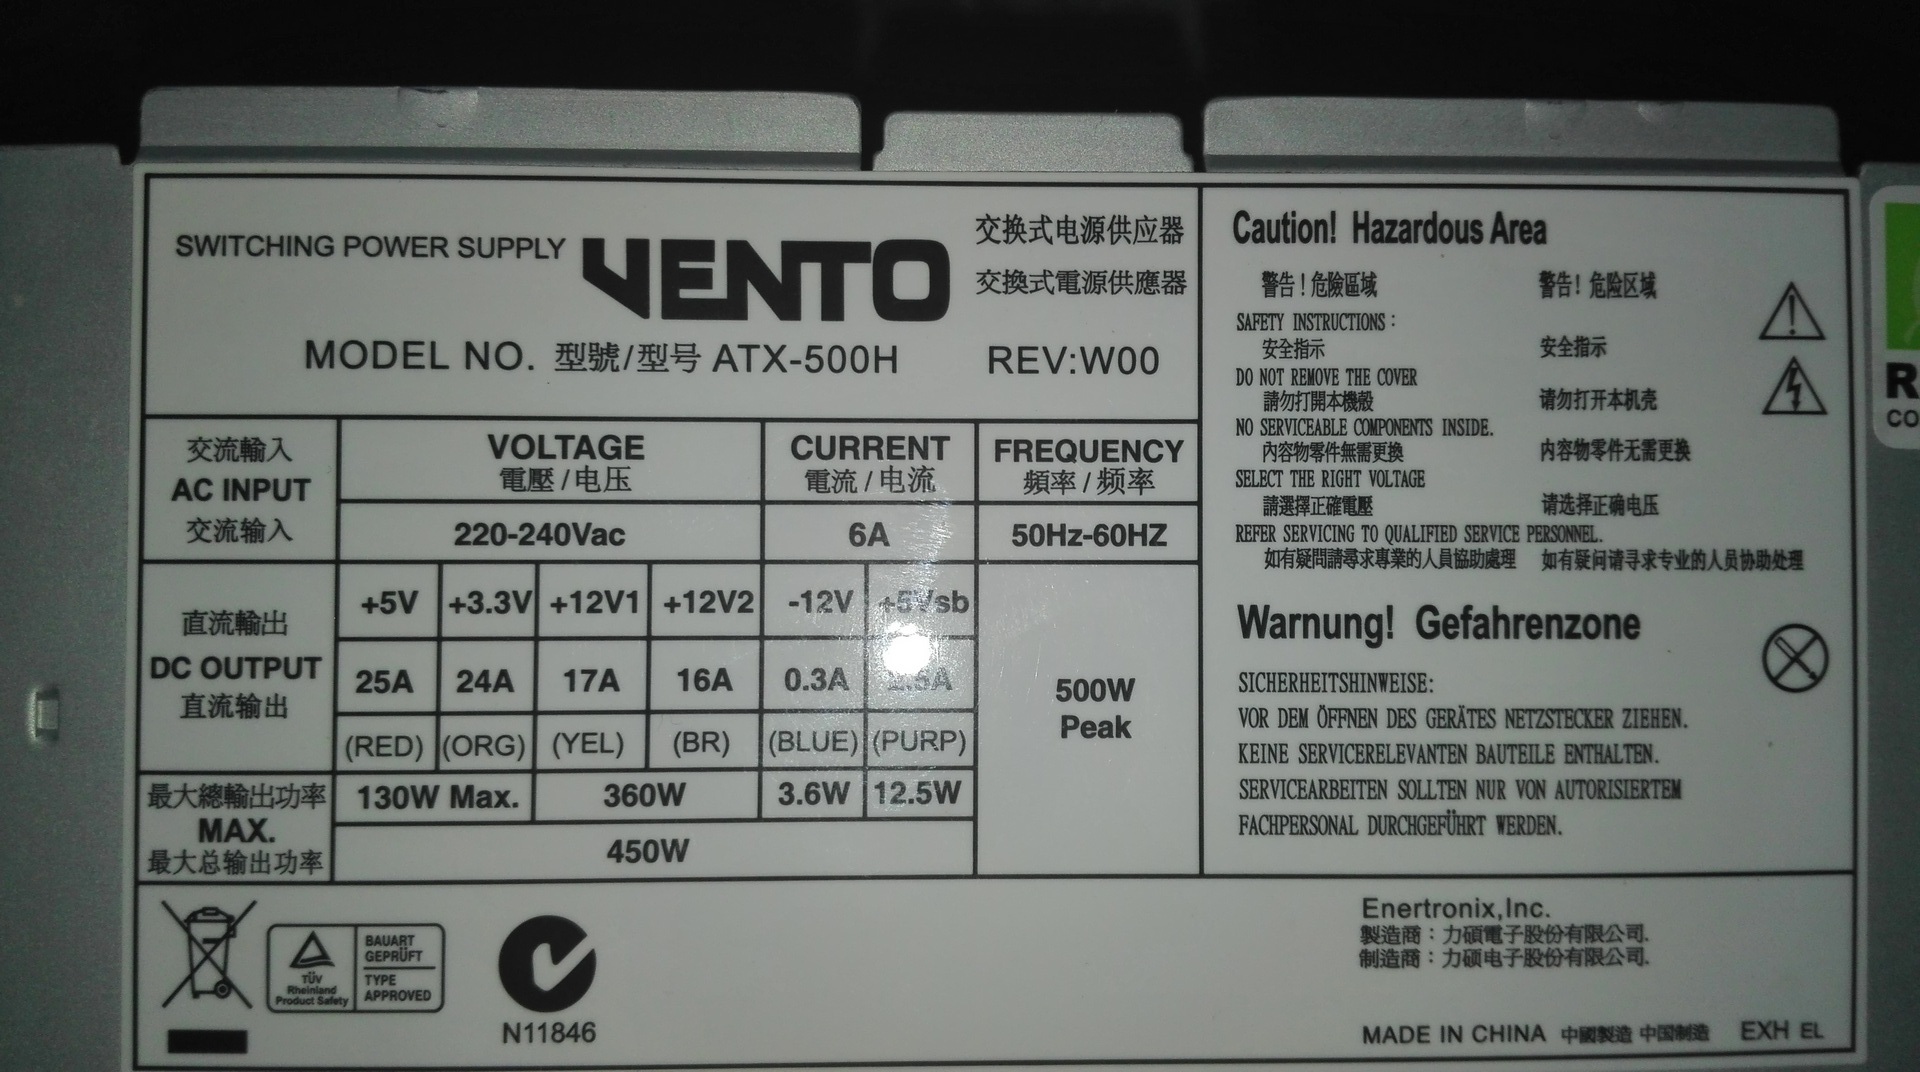 SWITCHING POWER SUPPLY VENTO 交换式电源供应器
交換式電源供應器
MODEL NO. 型號/型号 ATX-500H REV:W00
交流輸入
AC INPUT
交流输入
VOLTAGE
電壓/电压
CURRENT
電流/电流
FREQUENCY
頻率/频率
220-240Vac 6A 50Hz-60HZ
直流輸出
DC OUTPUT
直流输出
+5V +3.3V +12V1 +12V2 -12V +5Vsb
25A 24A 17A 16A 0.3A 2.5A
(RED) (ORG) (YEL) (BR) (BLUE) (PURP)
500W
Peak
最大總輸出功率
MAX.
最大总输出功率
130W Max. 360W 3.6W 12.5W
450W
Caution! Hazardous Area
警告!危險區域 警告!危险区域
SAFETY INSTRUCTIONS:
安全指示 安全指示
DO NOT REMOVE THE COVER
請勿打開本機殼 请勿打开本机壳
NO SERVICEABLE COMPONENTS INSIDE.
內容物零件無需更換 内容物零件无需更换
SELECT THE RIGHT VOLTAGE
請選擇正確電壓 请选择正确电压
REFER SERVICING TO QUALIFIED SERVICE PERSONNEL.
如有疑問請尋求專業的人員協助處理 如有疑问请寻求专业的人员协助处理
Warnung! Gefahrenzone
SICHERHEITSHINWEISE:
VOR DEM ÖFFNEN DES GERÄTES NETZSTECKER ZIEHEN.
KEINE SERVICERELEVANTEN BAUTEILE ENTHALTEN.
SERVICEARBEITEN SOLLTEN NUR VON AUTORISIERTEM
FACHPERSONAL DURCHGEFÜHRT WERDEN.
TÜV
Rheinland
Product Safety
BAUART
GEPRÜFT
TYPE
APPROVED
N11846
Enertronix,Inc.
製造商：力碩電子股份有限公司.
制造商：力硕电子股份有限公司.
MADE IN CHINA 中國製造 中国制造 EXH EL